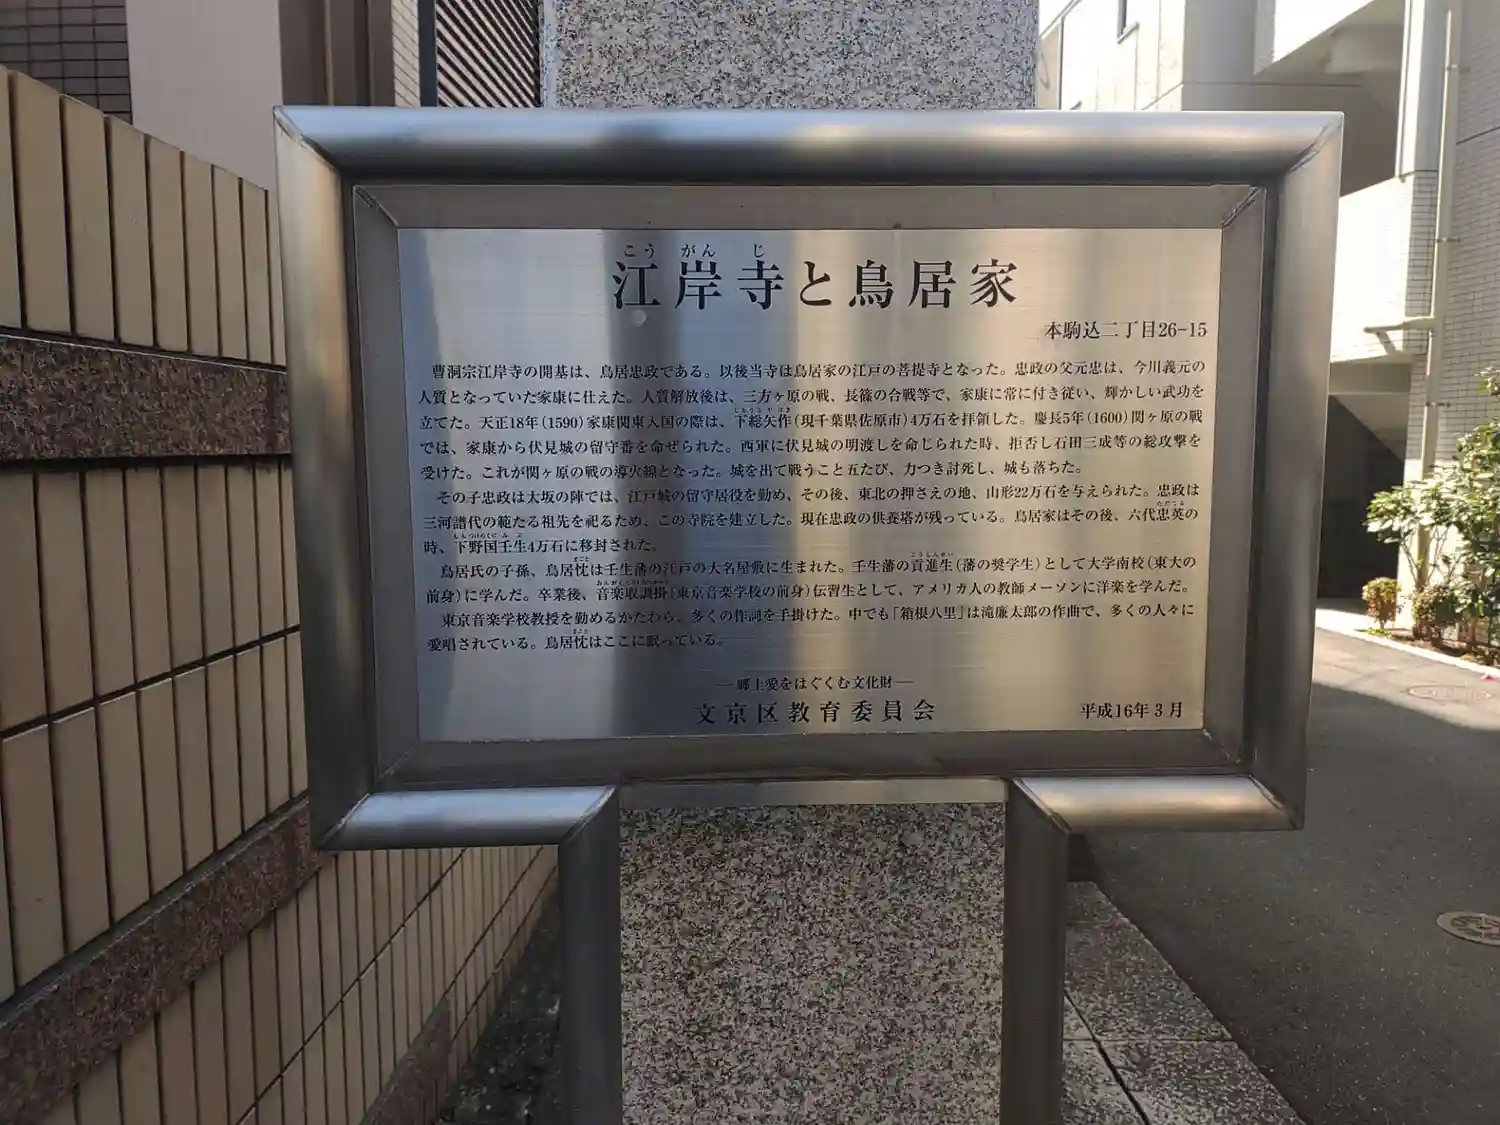 こうがんじ
江岸寺と鳥居家
本駒込二丁目26-15
曹洞宗江岸寺の開基は、鳥居忠政である。以後当寺は鳥居家の江戸の菩提寺となった。忠政の父元忠は、今川義元の
人質となっていた家康に仕えた。人質解放後は、三方ヶ原の戦、長篠の合戦等で、家康に常に付き従い、輝かしい武功を
立てた。天正18年(1590)家康関東入国の際は、下総矢作(現千葉県佐原市)4万石を拝領した。慶長5年(1600)関ヶ原の戦
では、家康から伏見城の留守番を命ぜられた。西軍に伏見城の明渡しを命じられた時、拒否し石田三成等の総攻撃を
受けた。これが関ヶ原の戦の導火線となった。城を出て戦うこと五たび、力つき討死し、城も落ちた。
その子忠政は大坂の陣では、江戸城の留守居役を勤め、その後、東北の押さえの地、山形22万石を与えられた。忠政は
三河譜代の範たる祖先を祀るため、この寺院を建立した。現在忠政の供養塔が残っている。鳥居家はその後、六代忠英の
時、下野国壬生4万石に移封された。
鳥居氏の子孫、鳥居忱は壬生藩の江戸の大名屋敷に生まれた。壬生藩の貢進生(藩の奨学生)として大学南校(東大の
前身)に学んだ。卒業後、音楽取調掛(東京音楽学校の前身)伝習生として、アメリカ人の教師メーソンに洋楽を学んだ。
東京音楽学校教授を勤めるかたわら、多くの作詞を手掛けた。中でも「箱根八里」は滝廉太郎の作曲で、多くの人々に
愛唱されている。鳥居忱はここに眠っている。
―郷土愛をはぐくむ文化財―
文京区教育委員会
平成16年3月